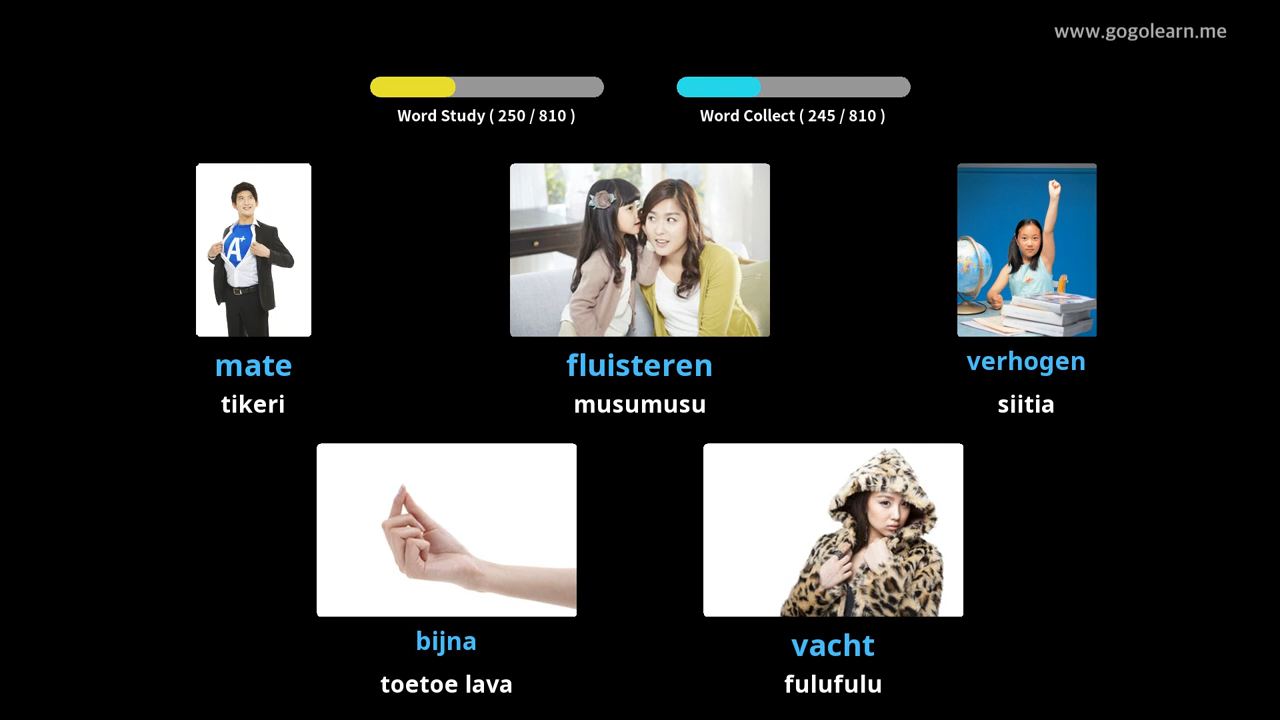 www.gogolearn.me
Word Study ( 250 / 810 )
Word Collect ( 245 / 810 )
A+
mate
tikeri
fluisteren
musumusu
verhogen
siitia
bijna
toetoe lava
vacht
fulufulu